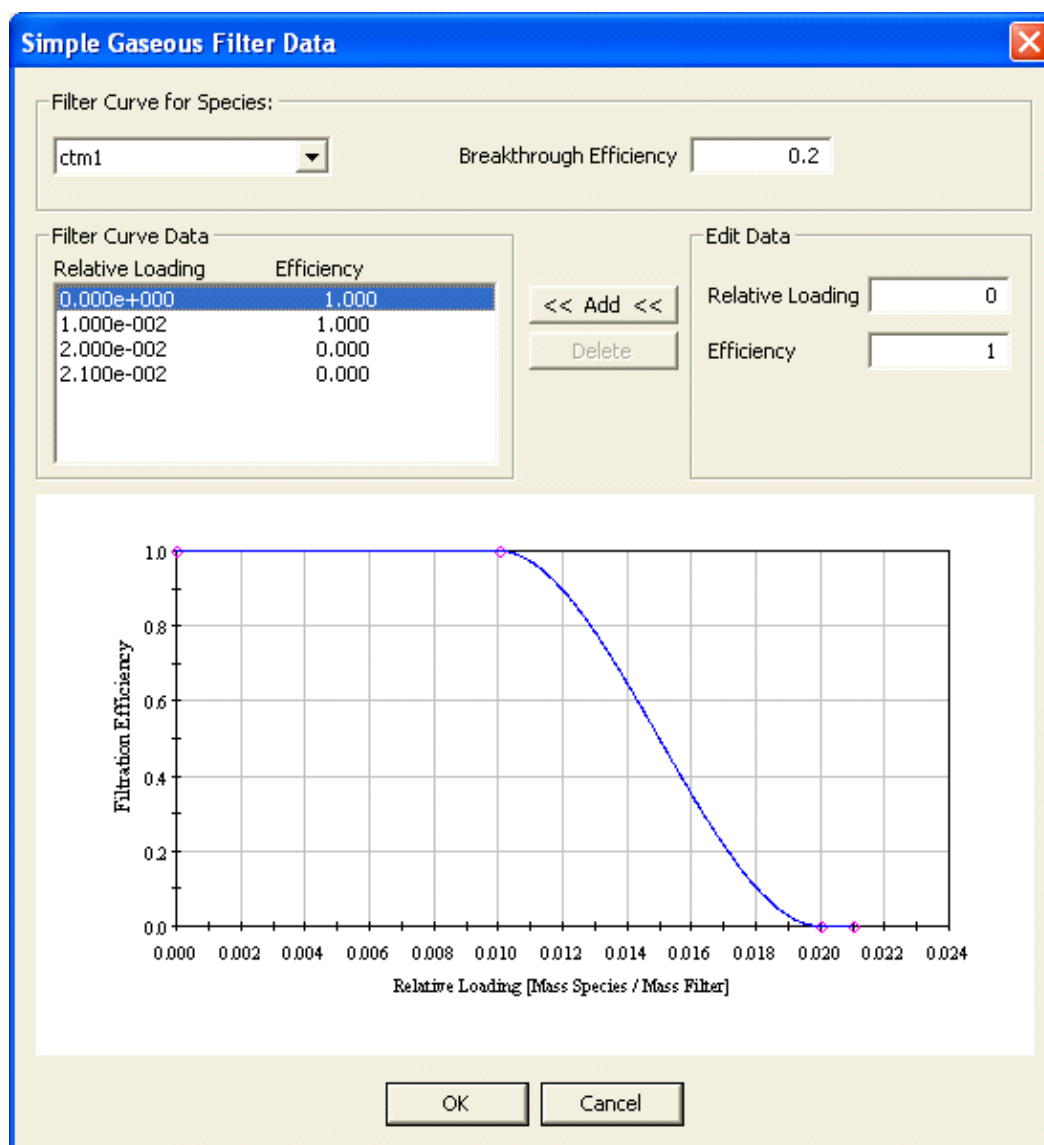 Simple Gaseous Filter Data
Filter Curve for Species:
ctm1
Breakthrough Efficiency 0.2
Filter Curve Data
Relative Loading Efficiency
0.000e+000 1.000
1.000e-002 1.000
2.000e-002 0.000
2.100e-002 0.000
<< Add <<
Delete
Edit Data
Relative Loading 0
Efficiency 1
Filtration Efficiency
1.0
0.8
0.6
0.4
0.2
0.0
0.000 0.002 0.004 0.006 0.008 0.010 0.012 0.014 0.016 0.018 0.020 0.022 0.024
Relative Loading [Mass Species / Mass Filter]
OK Cancel